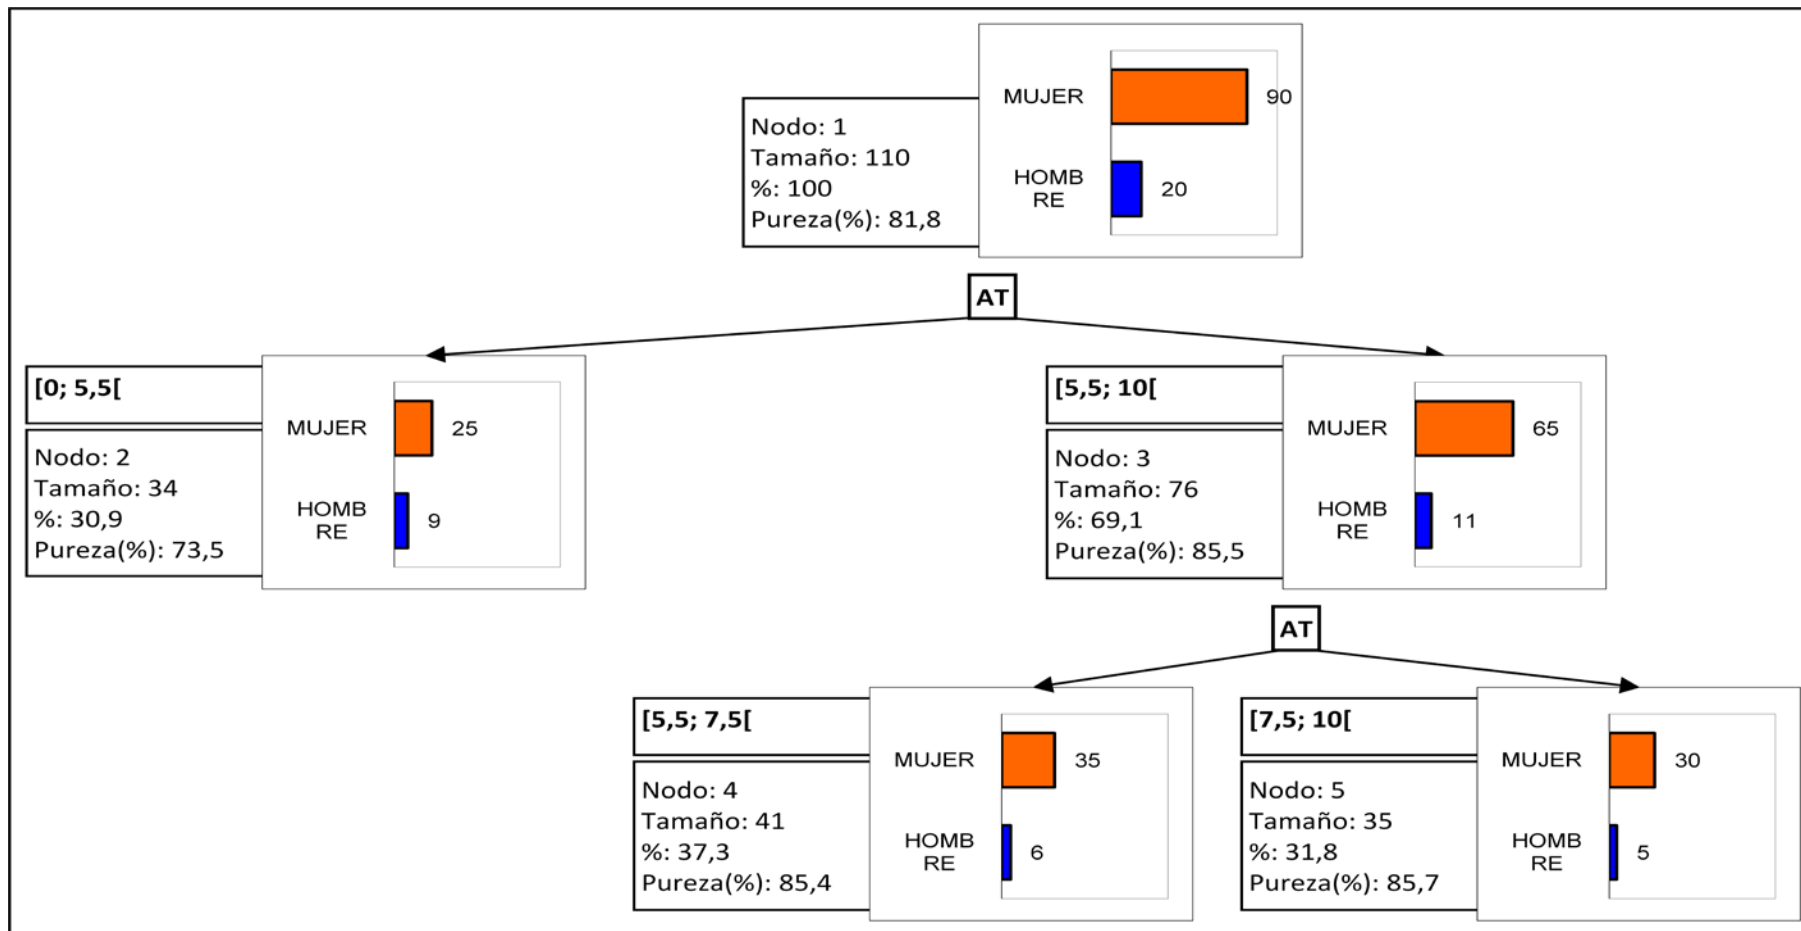 MUJER
90
HOMB
RE
20
Nodo: 1
Tamaño: 110
%: 100
Pureza(%): 81,8
AT
[0; 5,5[
Nodo: 2
Tamaño: 34
%: 30,9
Pureza(%): 73,5
MUJER
25
HOMB
RE
9
[5,5; 10[
Nodo: 3
Tamaño: 76
%: 69,1
Pureza(%): 85,5
MUJER
65
HOMB
RE
11
AT
[5,5; 7,5[
Nodo: 4
Tamaño: 41
%: 37,3
Pureza(%): 85,4
MUJER
35
HOMB
RE
6
[7,5; 10[
Nodo: 5
Tamaño: 35
%: 31,8
Pureza(%): 85,7
MUJER
30
HOMB
RE
5